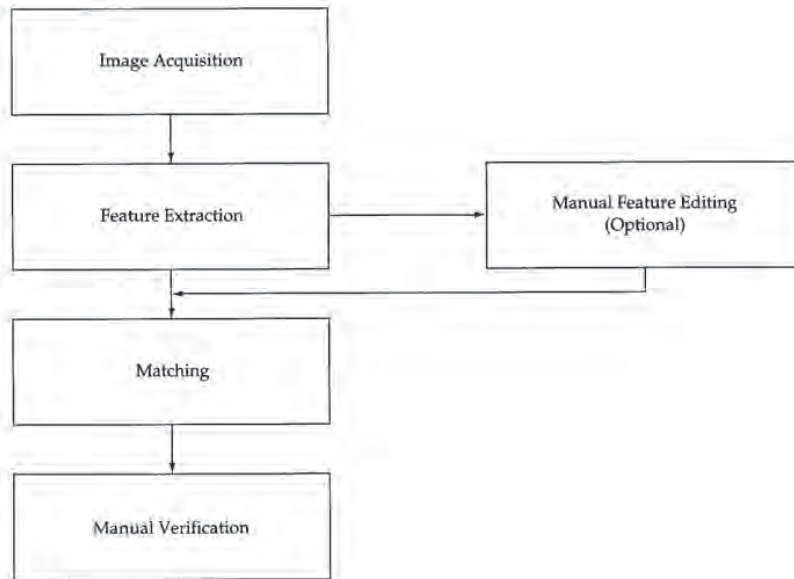 Image Acquisition
Feature Extraction
Manual Feature Editing
(Optional)
Matching
Manual Verification